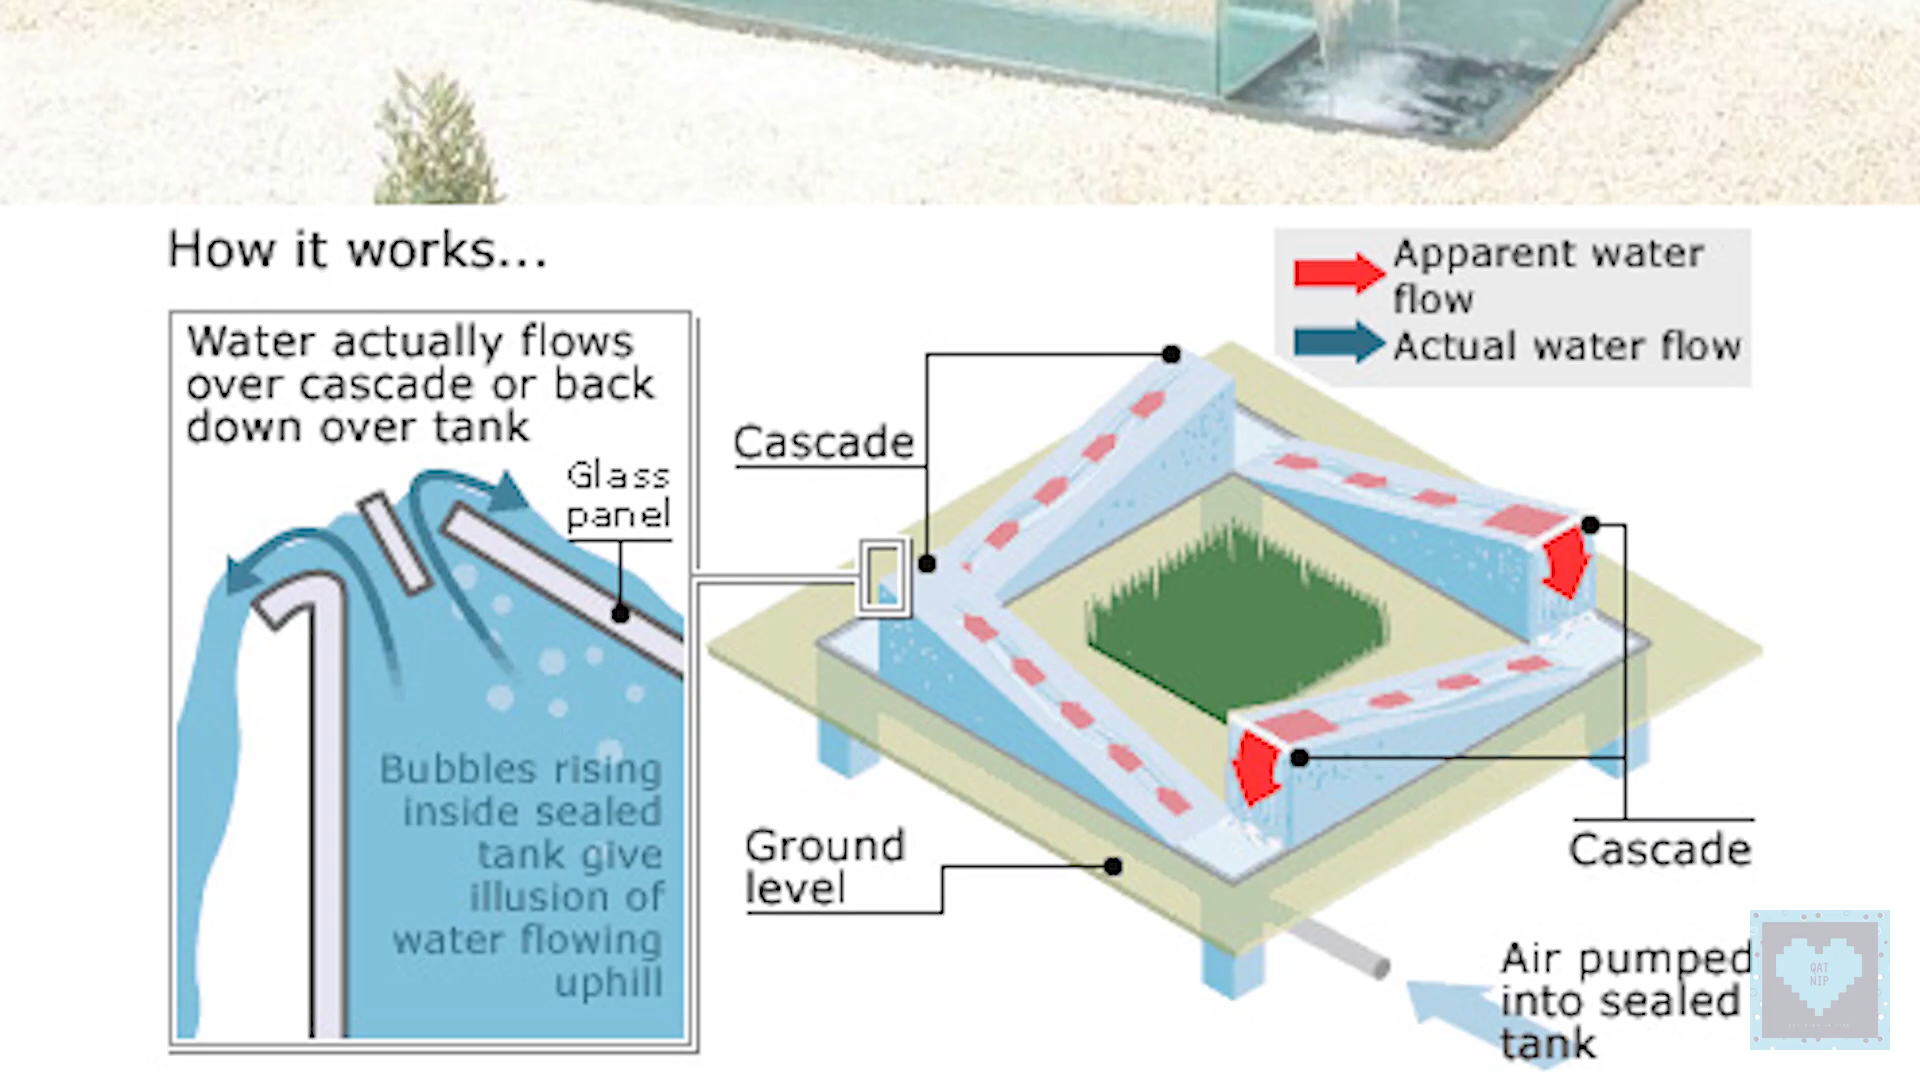 How it works...
Apparent water
flow
Actual water flow
Water actually flows
over cascade or back
down over tank
Glass
panel
Cascade
Bubbles rising
inside sealed
tank give
illusion of
water flowing
uphill
Ground
level
Cascade
Air pumped
into sealed
tank
QAT
NIP